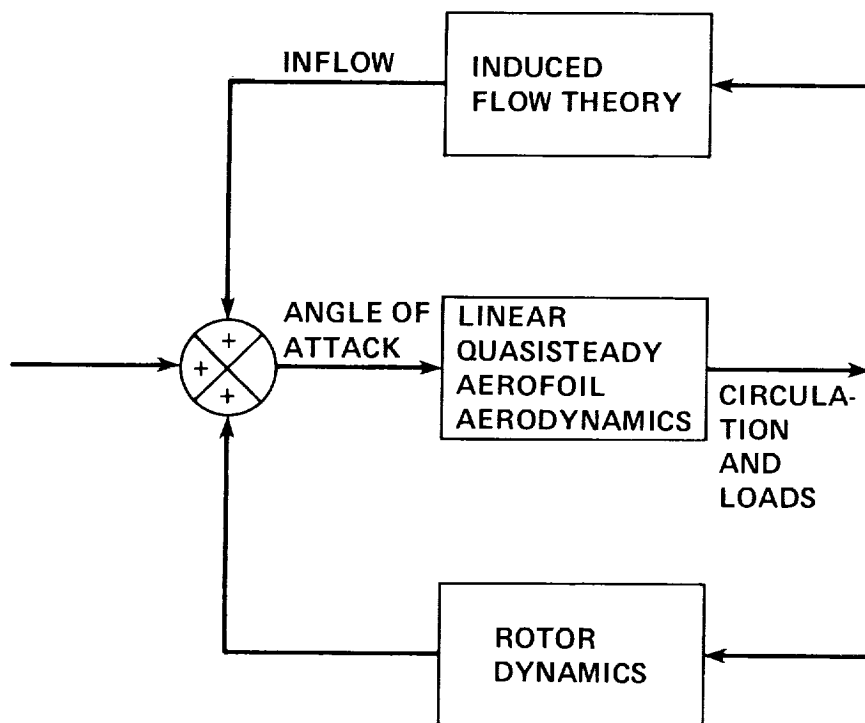 INFLOW
INDUCED
FLOW THEORY
+
+
+
ANGLE OF
ATTACK
LINEAR
QUASISTEADY
AEROFOIL
AERODYNAMICS
CIRCULA-
TION
AND
LOADS
ROTOR
DYNAMICS